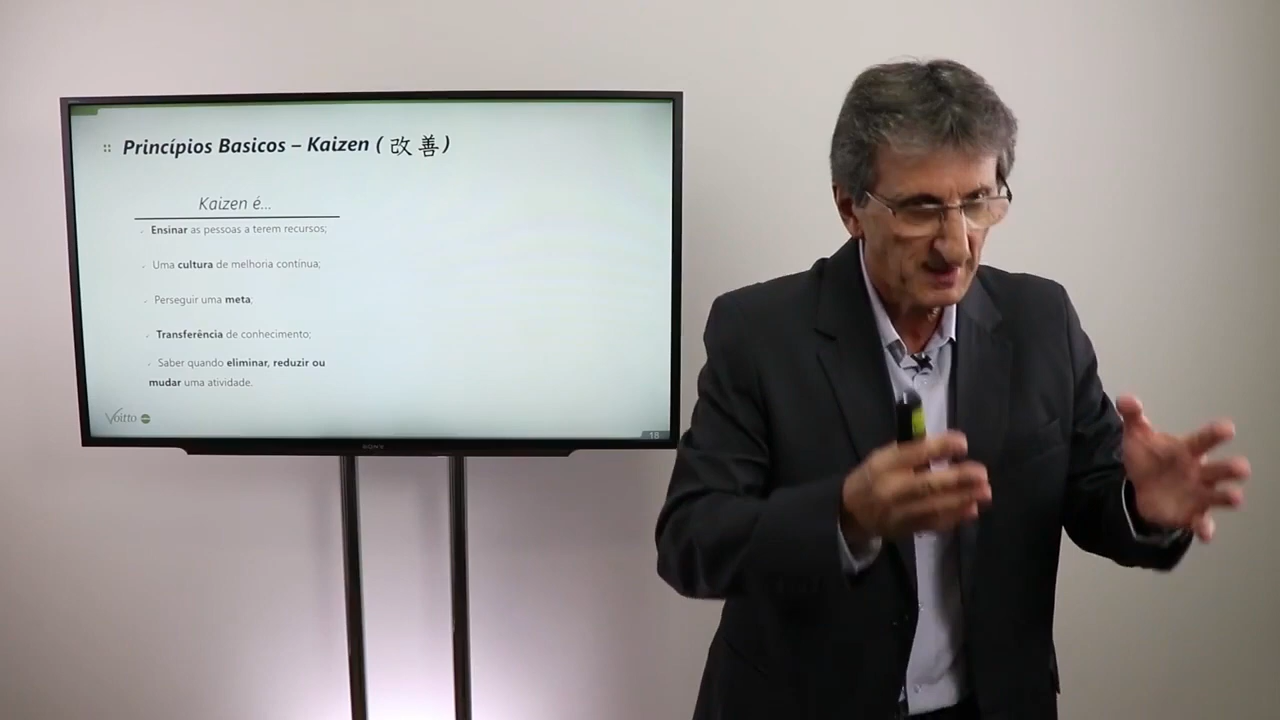 Princípios Basicos – Kaizen ( 改善)
Kaizen é...
Ensinar as pessoas a terem recursos;
Uma cultura de melhoria contínua;
Perseguir uma meta;
Transferência de conhecimento;
Saber quando eliminar, reduzir ou
mudar uma atividade.
Voitto
18
SONY